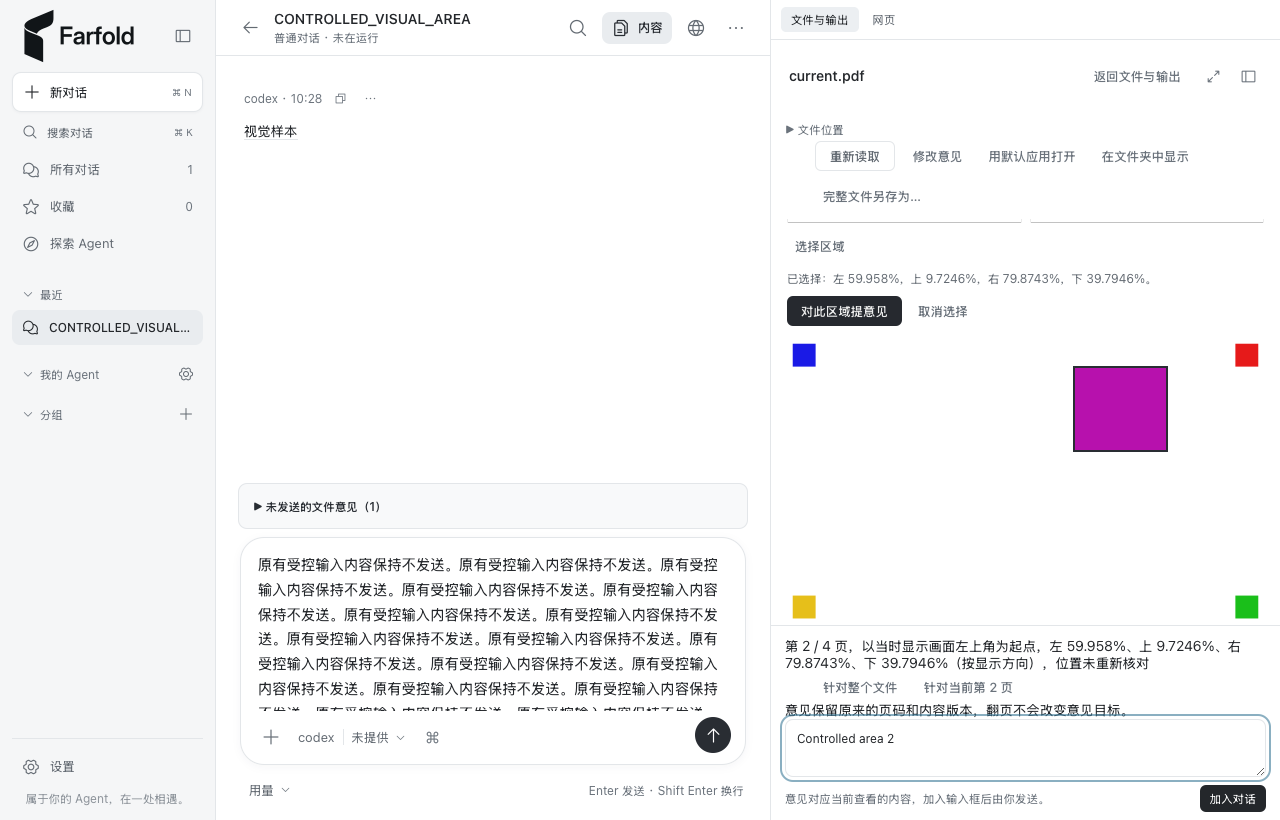 Farfold
新对话
⌘ N
搜索对话
⌘ K
所有对话
1
收藏
0
探索 Agent
最近
CONTROLLED_VISUAL...
我的 Agent
分组
设置
属于你的 Agent，在一处相遇。
CONTROLLED_VISUAL_AREA
普通对话 · 未在运行
内容
codex · 10:28
视觉样本
未发送的文件意见（1）
原有受控输入内容保持不发送。原有受控输入内容保持不发送。原有受控
输入内容保持不发送。原有受控输入内容保持不发送。原有受控输入内容
保持不发送。原有受控输入内容保持不发送。原有受控输入内容保持不发
送。原有受控输入内容保持不发送。原有受控输入内容保持不发送。原有
受控输入内容保持不发送。原有受控输入内容保持不发送。原有受控输入
内容保持不发送。原有受控输入内容保持不发送。原有受控输入内容保持
codex
未提供
⌘
用量
Enter 发送 · Shift Enter 换行
文件与输出
网页
current.pdf
返回文件与输出
文件位置
重新读取
修改意见
用默认应用打开
在文件夹中显示
完整文件另存为...
选择区域
已选择：左 59.958%，上 9.7246%，右 79.8743%，下 39.7946%。
对此区域提意见
取消选择
第 2 / 4 页，以当时显示画面左上角为起点，左 59.958%、上 9.7246%、右
79.8743%、下 39.7946%（按显示方向），位置未重新核对
针对整个文件
针对当前第 2 页
意见保留原来的页码和内容版本，翻页不会改变意见目标。
Controlled area 2
意见对应当前查看的内容，加入输入框后由你发送。
加入对话